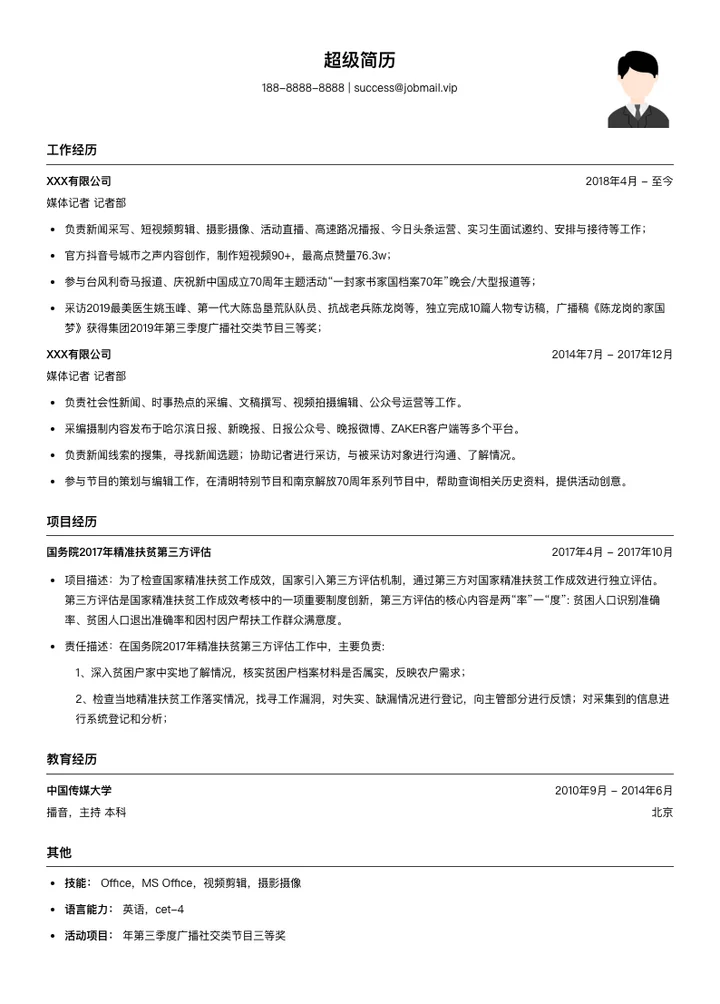 超级简历
188-8888-8888 | success@jobmail.vip
工作经历
XXX有限公司 2018年4月 – 至今
媒体记者 记者部
• 负责新闻采写、短视频剪辑、摄影摄像、活动直播、高速路况播报、今日头条运营、实习生面试邀约、安排与接待等工作；
• 官方抖音号城市之声内容创作，制作短视频90+，最高点赞量76.3w；
• 参与台风利奇马报道、庆祝新中国成立70周年主题活动“一封家书家国档案70年”晚会/大型报道等；
• 采访2019最美医生姚玉峰、第一代大陈岛垦荒队队员、抗战老兵陈龙岗等，独立完成10篇人物专访稿，广播稿《陈龙岗的家国
梦》获得集团2019年第三季度广播社交类节目三等奖；
XXX有限公司 2014年7月 – 2017年12月
媒体记者 记者部
• 负责社会性新闻、时事热点的采编、文稿撰写、视频拍摄编辑、公众号运营等工作。
• 采编摄制内容发布于哈尔滨日报、新晚报、日报公众号、晚报微博、ZAKER客户端等多个平台。
• 负责新闻线索的搜集，寻找新闻选题；协助记者进行采访，与被采访对象进行沟通、了解情况。
• 参与节目的策划与编辑工作，在清明特别节目和南京解放70周年系列节目中，帮助查询相关历史资料，提供活动创意。
项目经历
国务院2017年精准扶贫第三方评估 2017年4月 – 2017年10月
• 项目描述：为了检查国家精准扶贫工作成效，国家引入第三方评估机制，通过第三方对国家精准扶贫工作成效进行独立评估。
第三方评估是国家精准扶贫工作成效考核中的一项重要制度创新，第三方评估的核心内容是两“率”一“度”: 贫困人口识别准确
率、贫困人口退出准确率和因村因户帮扶工作群众满意度。
• 责任描述：在国务院2017年精准扶贫第三方评估工作中，主要负责:
1、深入贫困户家中实地了解情况，核实贫困户档案材料是否属实，反映农户需求；
2、检查当地精准扶贫工作落实情况，找寻工作漏洞，对失实、缺漏情况进行登记，向主管部分进行反馈；对采集到的信息进
行系统登记和分析；
教育经历
中国传媒大学 2010年9月 – 2014年6月
播音，主持 本科 北京
其他
• 技能： Office，MS Office，视频剪辑，摄影摄像
• 语言能力： 英语，cet-4
• 活动项目： 年第三季度广播社交类节目三等奖